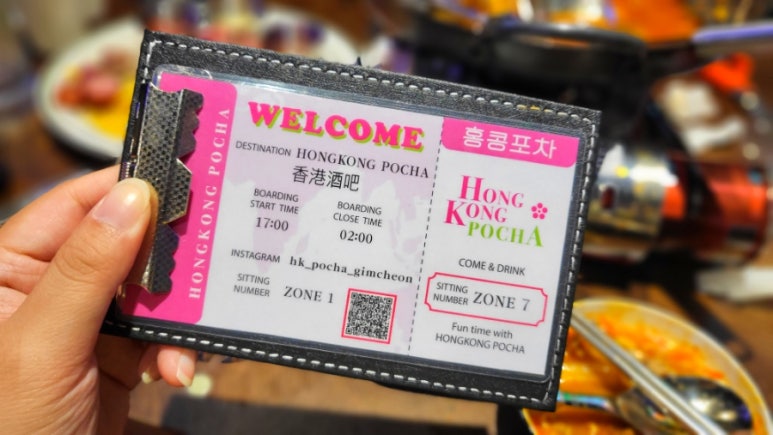 HONGKONG POCHA
WELCOME
DESTINATION HONGKONG POCHA
香港酒吧
BOARDING
START TIME
17:00
BOARDING
CLOSE TIME
02:00
INSTAGRAM hk_pocha_gimcheon
SITTING
NUMBER ZONE 1
홍콩포차
HONG
KONG
POCHA
COME & DRINK
SITTING
NUMBER ZONE 7
Fun time with
HONGKONG POCHA